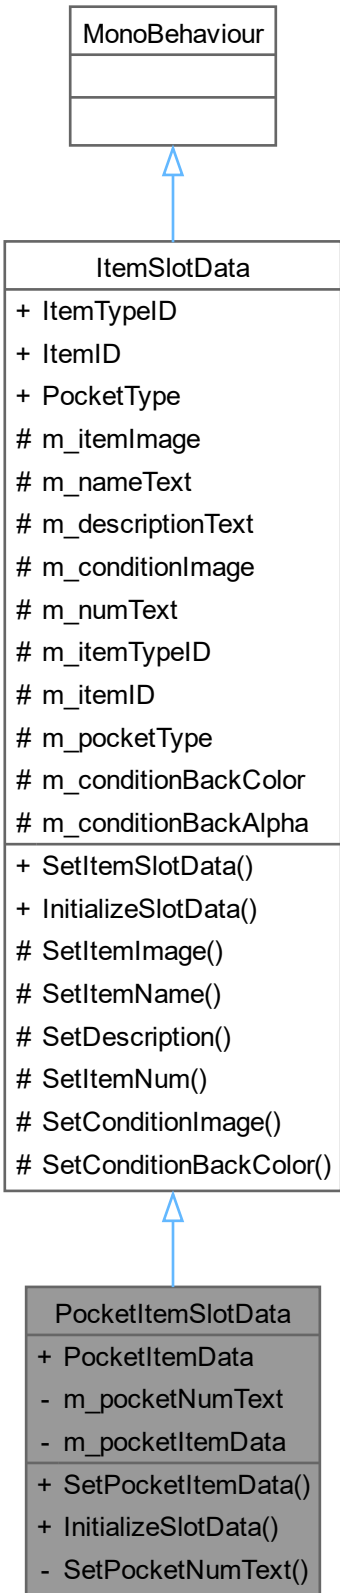 MonoBehaviour
ItemSlotData
+ ItemTypeID
+ ItemID
+ PocketType
# m_itemImage
# m_nameText
# m_descriptionText
# m_conditionImage
# m_numText
# m_itemTypeID
# m_itemID
# m_pocketType
# m_conditionBackColor
# m_conditionBackAlpha
+ SetItemSlotData()
+ InitializeSlotData()
# SetItemImage()
# SetItemName()
# SetDescription()
# SetItemNum()
# SetConditionImage()
# SetConditionBackColor()
PocketItemSlotData
+ PocketItemData
- m_pocketNumText
- m_pocketItemData
+ SetPocketItemData()
+ InitializeSlotData()
- SetPocketNumText()